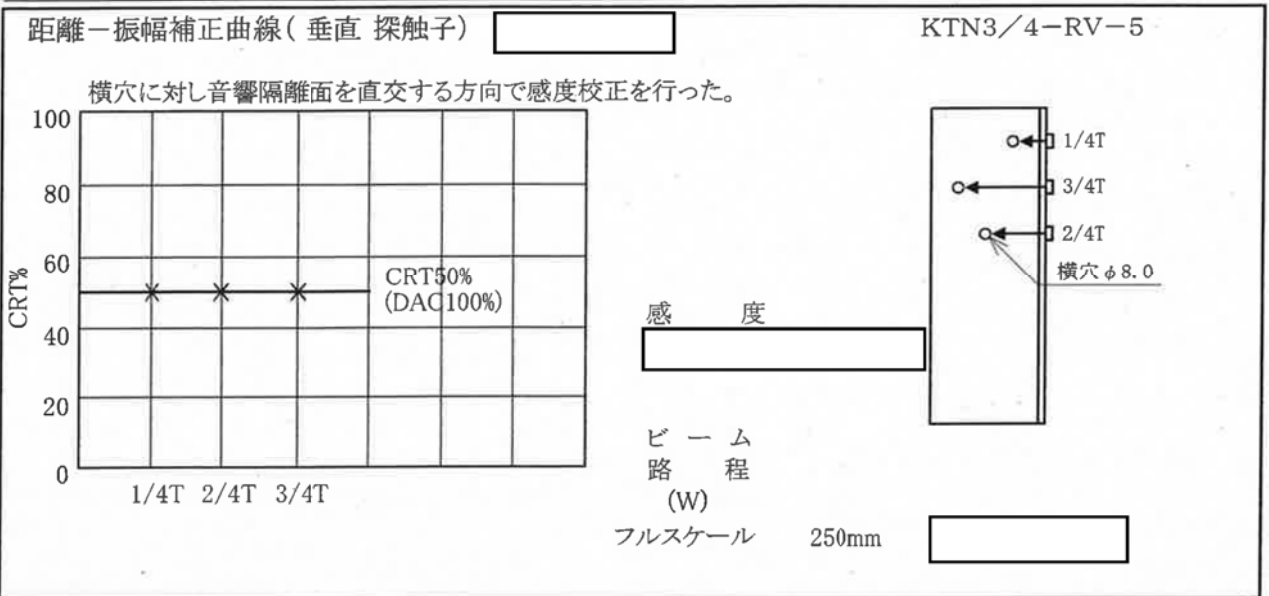 距離－振幅補正曲線( 垂直 探触子)
KTN3／4－RV－5
横穴に対し音響隔離面を直交する方向で感度校正を行った。
100
80
60
40
20
0
CRT%
CRT50%
(DAC100%)
1/4T 2/4T 3/4T
1/4T
3/4T
2/4T
横穴φ8.0
感 度
ビ ー ム
路 程
(W)
フルスケール 250mm